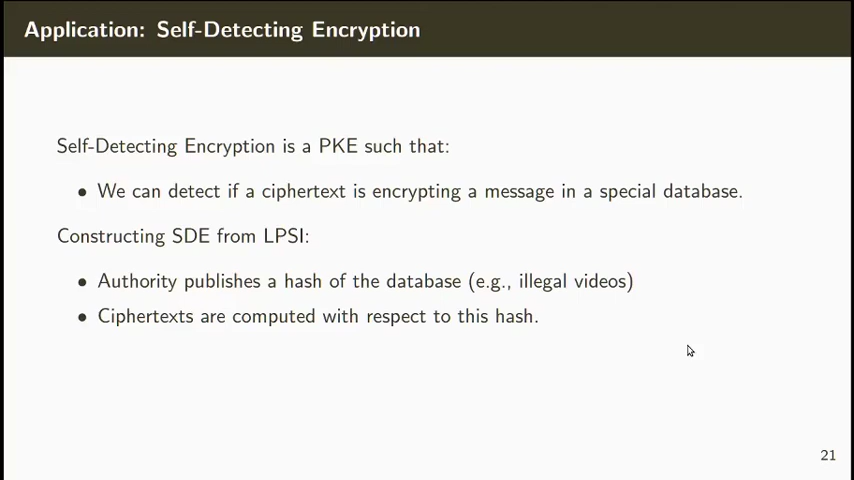 Application: Self-Detecting Encryption
Self-Detecting Encryption is a PKE such that:
• We can detect if a ciphertext is encrypting a message in a special database.
Constructing SDE from LPSI:
• Authority publishes a hash of the database (e.g., illegal videos)
• Ciphertexts are computed with respect to this hash.
21